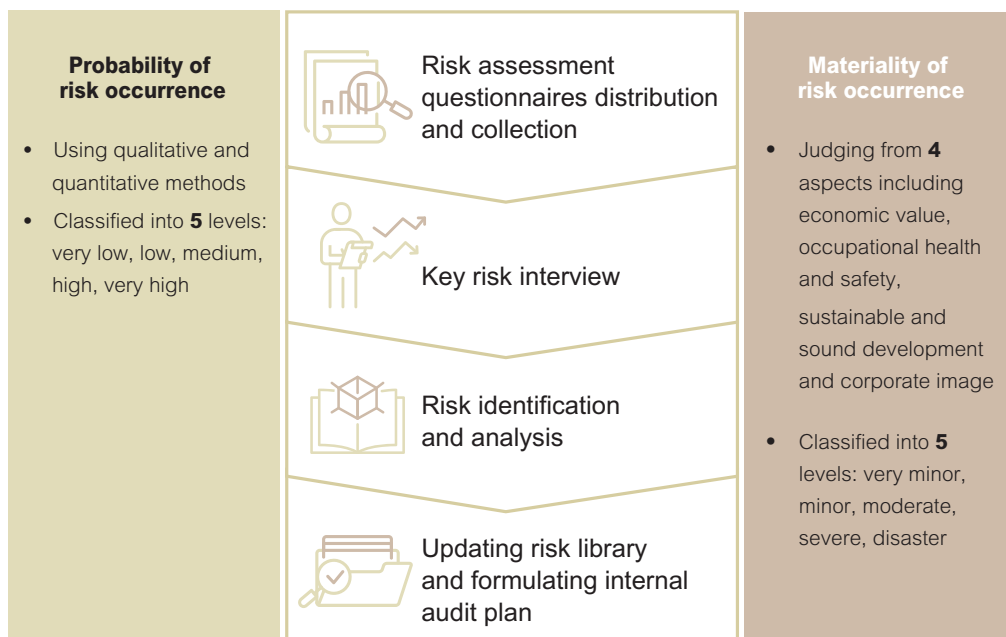 Probability of
risk occurrence
• Using qualitative and
quantitative methods
• Classified into 5 levels:
very low, low, medium,
high, very high
Risk assessment
questionnaires distribution
and collection
Key risk interview
Risk identification
and analysis
Updating risk library
and formulating internal
audit plan
Materiality of
risk occurrence
• Judging from 4
aspects including
economic value,
occupational health
and safety,
sustainable and
sound development
and corporate image
• Classified into 5
levels: very minor,
minor, moderate,
severe, disaster